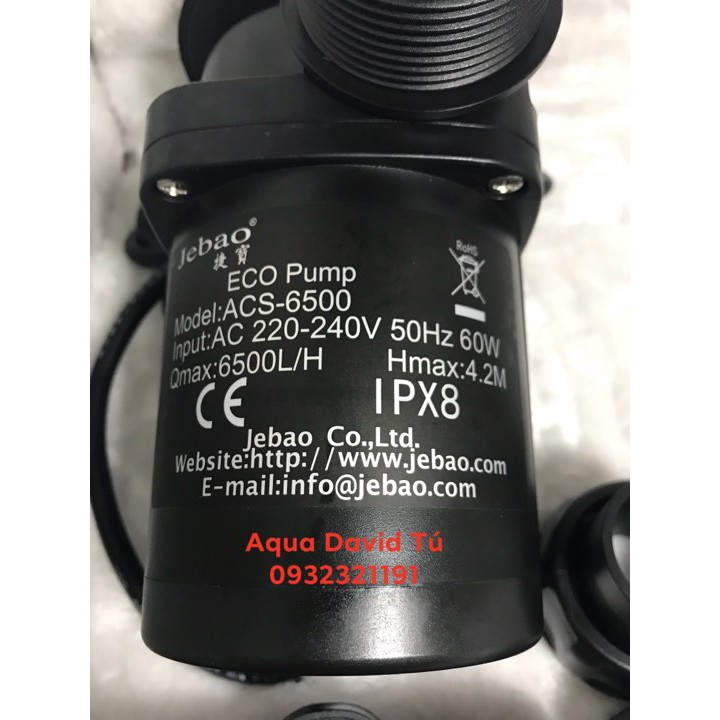 Jebao®
捷寶
RoHS
ECO Pump
Model:ACS-6500
Input:AC 220-240V 50Hz 60W
Qmax:6500L/H Hmax:4.2M
CE IPX8
Jebao Co.,Ltd.
Website:http://www.jebao.com
E-mail:info@jebao.com
Aqua David Tú
0932321191